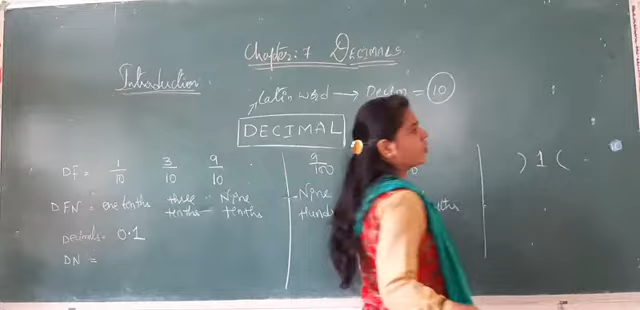 Chapter: 7 DECIMALS.
Introduction.
Latin word → Decim = 10
DECIMAL
DF = 1/10 3/10 9/10 9/100
) 1 (
DFN = one tenths three tenths Nine tenths Nine
Decimals = 0.1
DN =